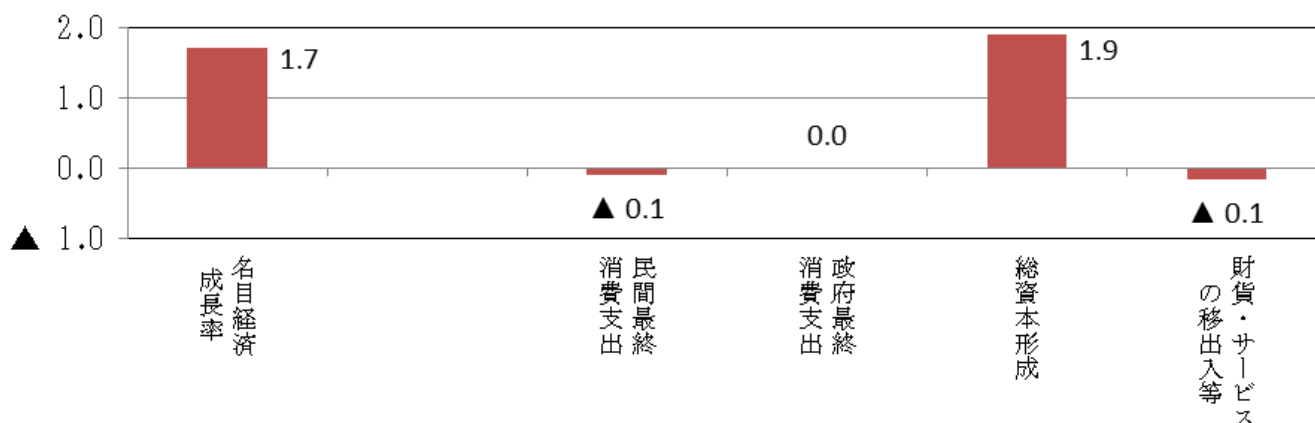 2.0
1.0
0.0
▲ 1.0
1.7
▲ 0.1
0.0
1.9
▲ 0.1
名目経済
成長率
民間最終
消費支出
政府最終
消費支出
総資本形成
財貨・サービス
の移出入等